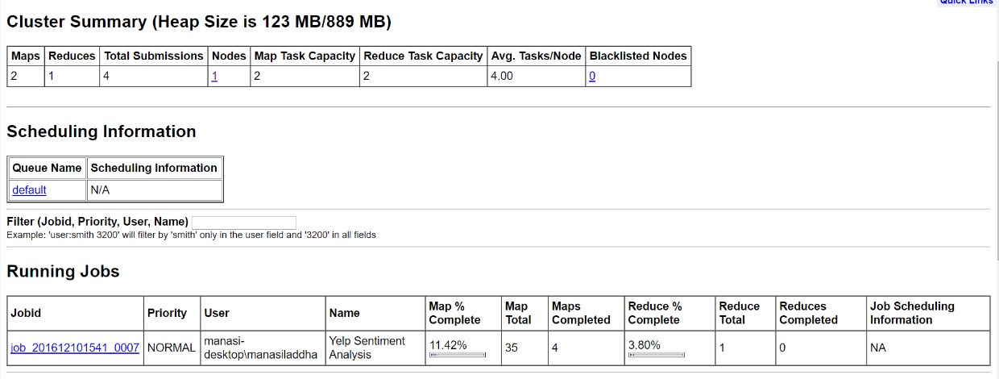 Quick Links
Cluster Summary (Heap Size is 123 MB/889 MB)
Maps Reduces Total Submissions Nodes Map Task Capacity Reduce Task Capacity Avg. Tasks/Node Blacklisted Nodes
2 1 4 1 2 2 4.00 0
Scheduling Information
Queue Name Scheduling Information
default N/A
Filter (Jobid, Priority, User, Name)
Example: 'user:smith 3200' will filter by 'smith' only in the user field and '3200' in all fields
Running Jobs
Jobid Priority User Name Map % Complete Map Total Maps Completed Reduce % Complete Reduce Total Reduces Completed Job Scheduling Information
job_201612101541_0007 NORMAL manasi-desktop\manasiladdha Yelp Sentiment Analysis 11.42% 35 4 3.80% 1 0 NA